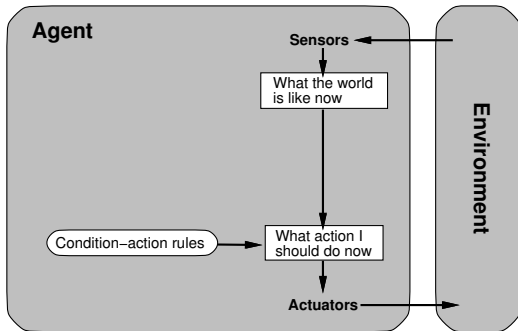 Agent
Sensors
What the world
is like now
Environment
Condition−action rules
What action I
should do now
Actuators